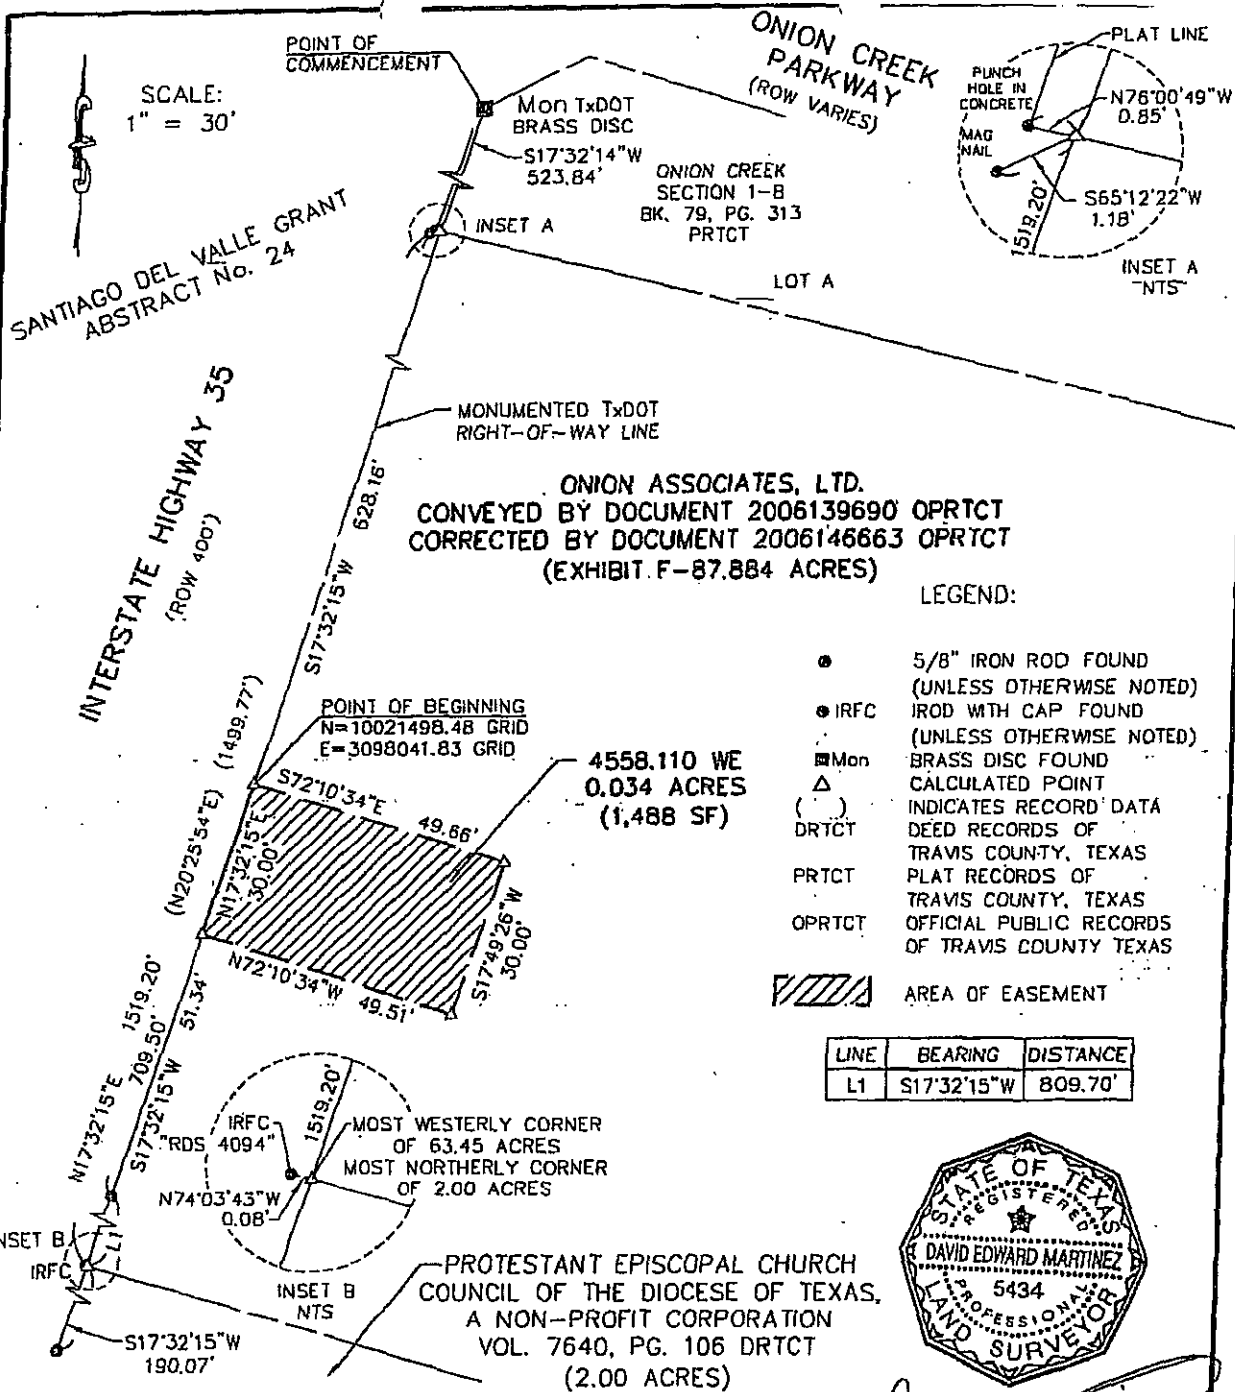 POINT OF
COMMENCEMENT
SCALE:
1" = 30'
Mon TxDOT
BRASS DISC
S17°32'14"W
523.84'
ONION CREEK
PARKWAY
(ROW VARIES)
PLAT LINE
PUNCH
HOLE IN
CONCRETE
N76°00'49"W
0.85'
MAG
NAIL
S65°12'22"W
1.18'
1519.20'
INSET A
NTS
ONION CREEK
SECTION 1-B
BK. 79, PG. 313
PRTCT
INSET A
LOT A
SANTIAGO DEL VALLE GRANT
ABSTRACT No. 24
INTERSTATE HIGHWAY 35
(ROW 400')
MONUMENTED TxDOT
RIGHT-OF-WAY LINE
628.16'
S17°32'15"W
ONION ASSOCIATES, LTD.
CONVEYED BY DOCUMENT 2006139690 OPRTCT
CORRECTED BY DOCUMENT 2006146663 OPRTCT
(EXHIBIT F-87.884 ACRES)
LEGEND:
5/8" IRON ROD FOUND
(UNLESS OTHERWISE NOTED)
IRFC IROD WITH CAP FOUND
(UNLESS OTHERWISE NOTED)
Mon BRASS DISC FOUND
CALCULATED POINT
( ) INDICATES RECORD DATA
DRTCT DEED RECORDS OF
TRAVIS COUNTY, TEXAS
PRTCT PLAT RECORDS OF
TRAVIS COUNTY, TEXAS
OPRTCT OFFICIAL PUBLIC RECORDS
OF TRAVIS COUNTY TEXAS
AREA OF EASEMENT
POINT OF BEGINNING
N=10021498.48 GRID
E=3098041.83 GRID
4558.110 WE
0.034 ACRES
(1,488 SF)
(N20°25'54"E) (1499.77')
S72°10'34"E
49.66'
N17°32'15"E
30.00'
S17°49'26"W
30.00'
N72°10'34"W
49.51'
N17°32'15"E 1519.20'
709.50'
S17°32'15"W 51.34'
LINE BEARING DISTANCE
L1 S17°32'15"W 809.70'
1519.20'
IRFC
"RDS 4094"
N74°03'43"W
0.08'
MOST WESTERLY CORNER
OF 63.45 ACRES
MOST NORTHERLY CORNER
OF 2.00 ACRES
INSET B
NTS
NSET B
L1
IRFC
S17°32'15"W
190.07'
PROTESTANT EPISCOPAL CHURCH
COUNCIL OF THE DIOCESE OF TEXAS,
A NON-PROFIT CORPORATION
VOL. 7640, PG. 106 DRTCT
(2.00 ACRES)
STATE OF TEXAS
REGISTERED
DAVID EDWARD MARTINEZ
5434
PROFESSIONAL
LAND SURVEYOR